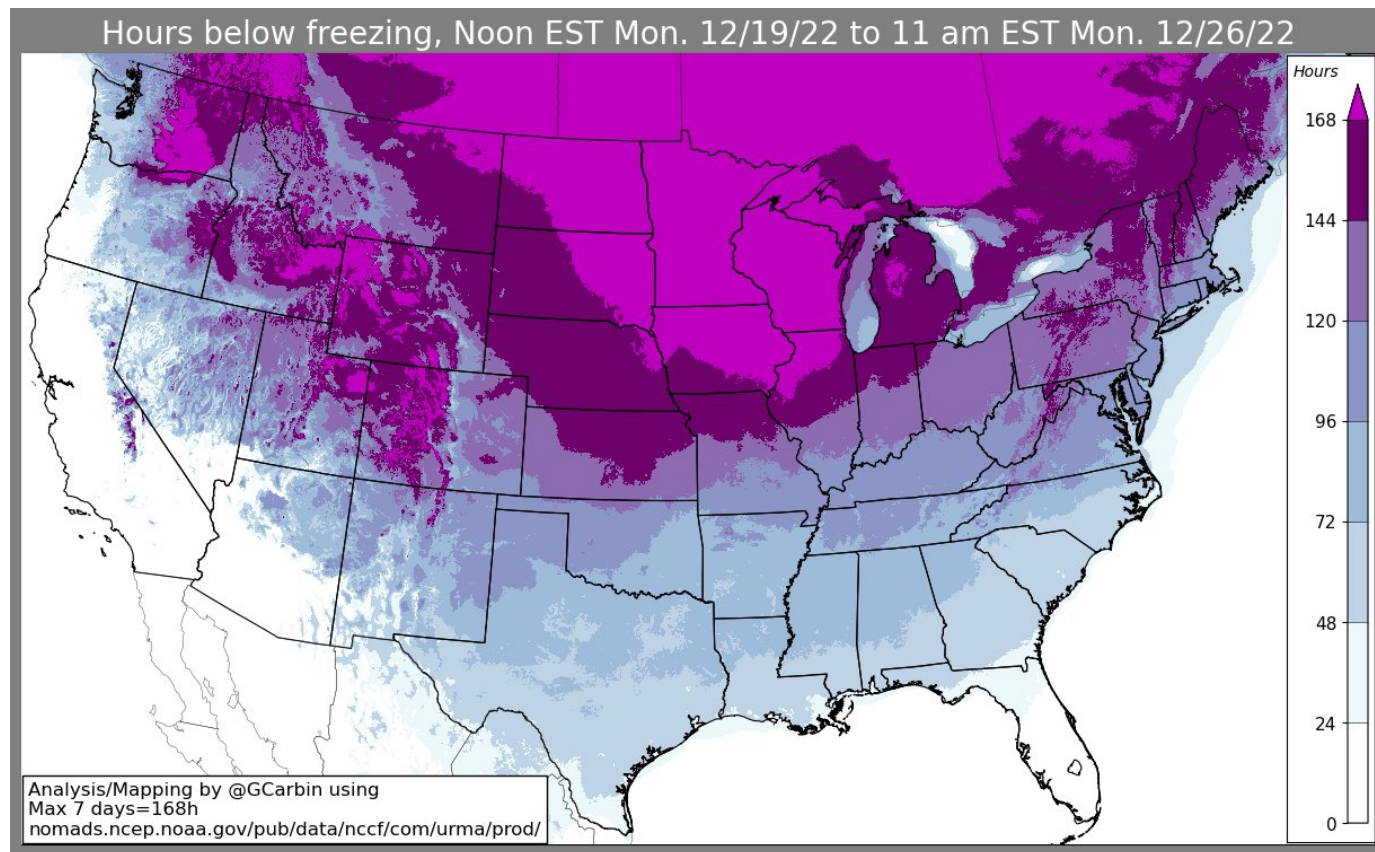 Hours below freezing, Noon EST Mon. 12/19/22 to 11 am EST Mon. 12/26/22
Hours
168
144
120
96
72
48
24
0
Analysis/Mapping by @GCarbin using
Max 7 days=168h
nomads.ncep.noaa.gov/pub/data/nccf/com/urma/prod/